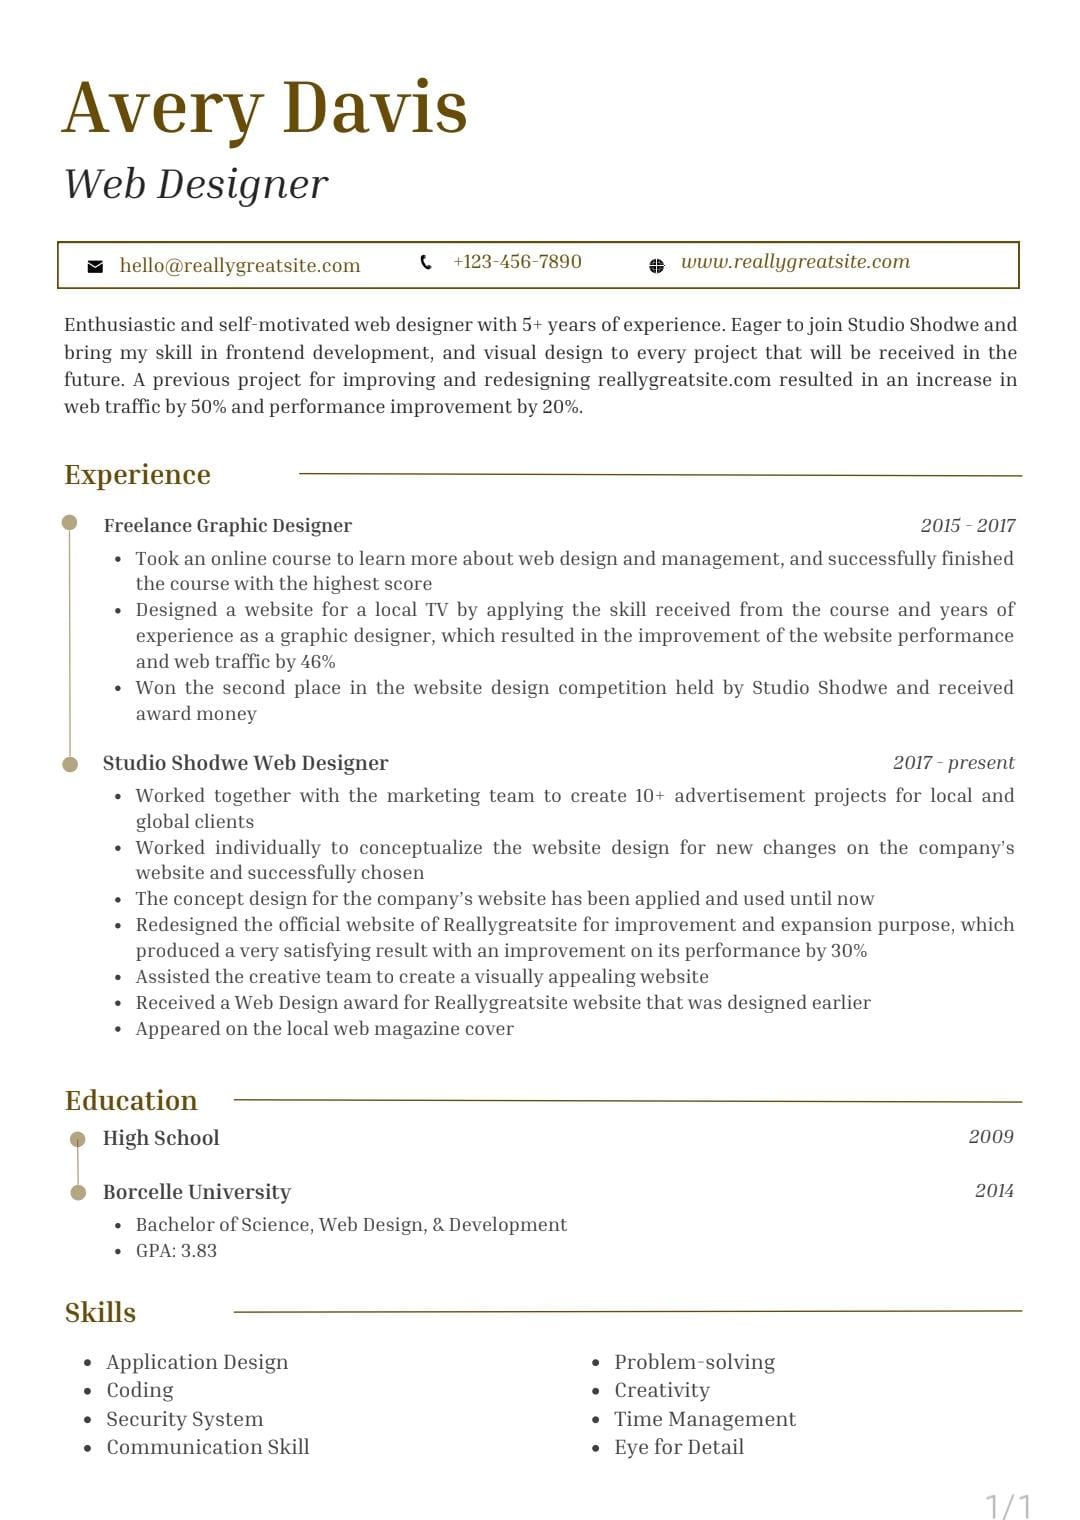 Avery Davis
Web Designer
hello@reallygreatsite.com
+123-456-7890
www.reallygreatsite.com
Enthusiastic and self-motivated web designer with 5+ years of experience. Eager to join Studio Shodwe and
bring my skill in frontend development, and visual design to every project that will be received in the
future. A previous project for improving and redesigning reallygreatsite.com resulted in an increase in
web traffic by 50% and performance improvement by 20%.
Experience
Freelance Graphic Designer 2015 - 2017
• Took an online course to learn more about web design and management, and successfully finished
the course with the highest score
• Designed a website for a local TV by applying the skill received from the course and years of
experience as a graphic designer, which resulted in the improvement of the website performance
and web traffic by 46%
• Won the second place in the website design competition held by Studio Shodwe and received
award money
Studio Shodwe Web Designer 2017 - present
• Worked together with the marketing team to create 10+ advertisement projects for local and
global clients
• Worked individually to conceptualize the website design for new changes on the company’s
website and successfully chosen
• The concept design for the company’s website has been applied and used until now
• Redesigned the official website of Reallygreatsite for improvement and expansion purpose, which
produced a very satisfying result with an improvement on its performance by 30%
• Assisted the creative team to create a visually appealing website
• Received a Web Design award for Reallygreatsite website that was designed earlier
• Appeared on the local web magazine cover
Education
High School 2009
Borcelle University 2014
• Bachelor of Science, Web Design, & Development
• GPA: 3.83
Skills
• Application Design
• Coding
• Security System
• Communication Skill
• Problem-solving
• Creativity
• Time Management
• Eye for Detail
1/1